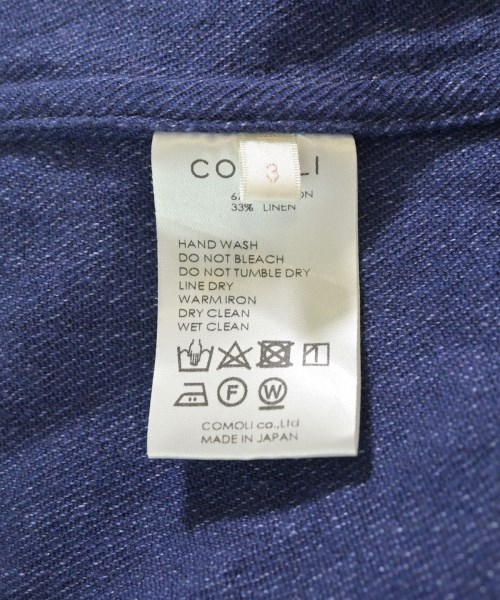 3
33% LINEN
HAND WASH
DO NOT BLEACH
DO NOT TUMBLE DRY
LINE DRY
WARM IRON
DRY CLEAN
WET CLEAN
F W
COMOLI co.,Ltd
MADE IN JAPAN